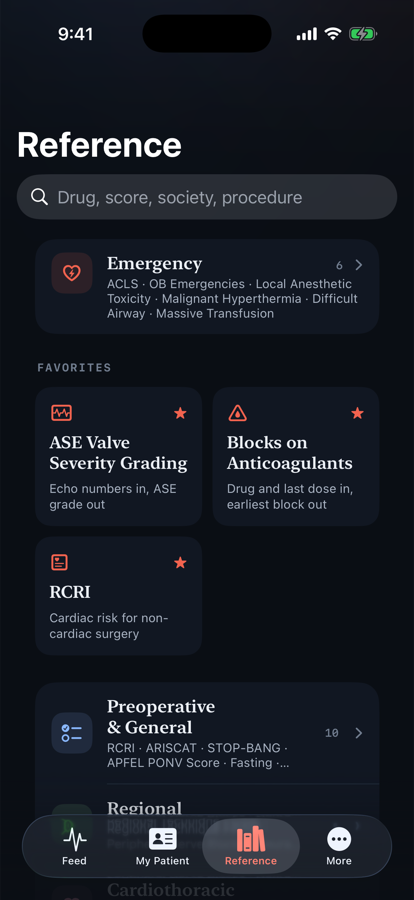 9:41
Reference
Drug, score, society, procedure
Emergency
6
ACLS · OB Emergencies · Local Anesthetic
Toxicity · Malignant Hyperthermia · Difficult
Airway · Massive Transfusion
FAVORITES
ASE Valve
Severity Grading
Echo numbers in, ASE
grade out
Blocks on
Anticoagulants
Drug and last dose in,
earliest block out
RCRI
Cardiac risk for non-
cardiac surgery
Preoperative
& General
10
RCRI · ARISCAT · STOP-BANG ·
APFEL PONV Score · Fasting ·...
Regional
Feed
My Patient
Reference
More
Cardiothoracic